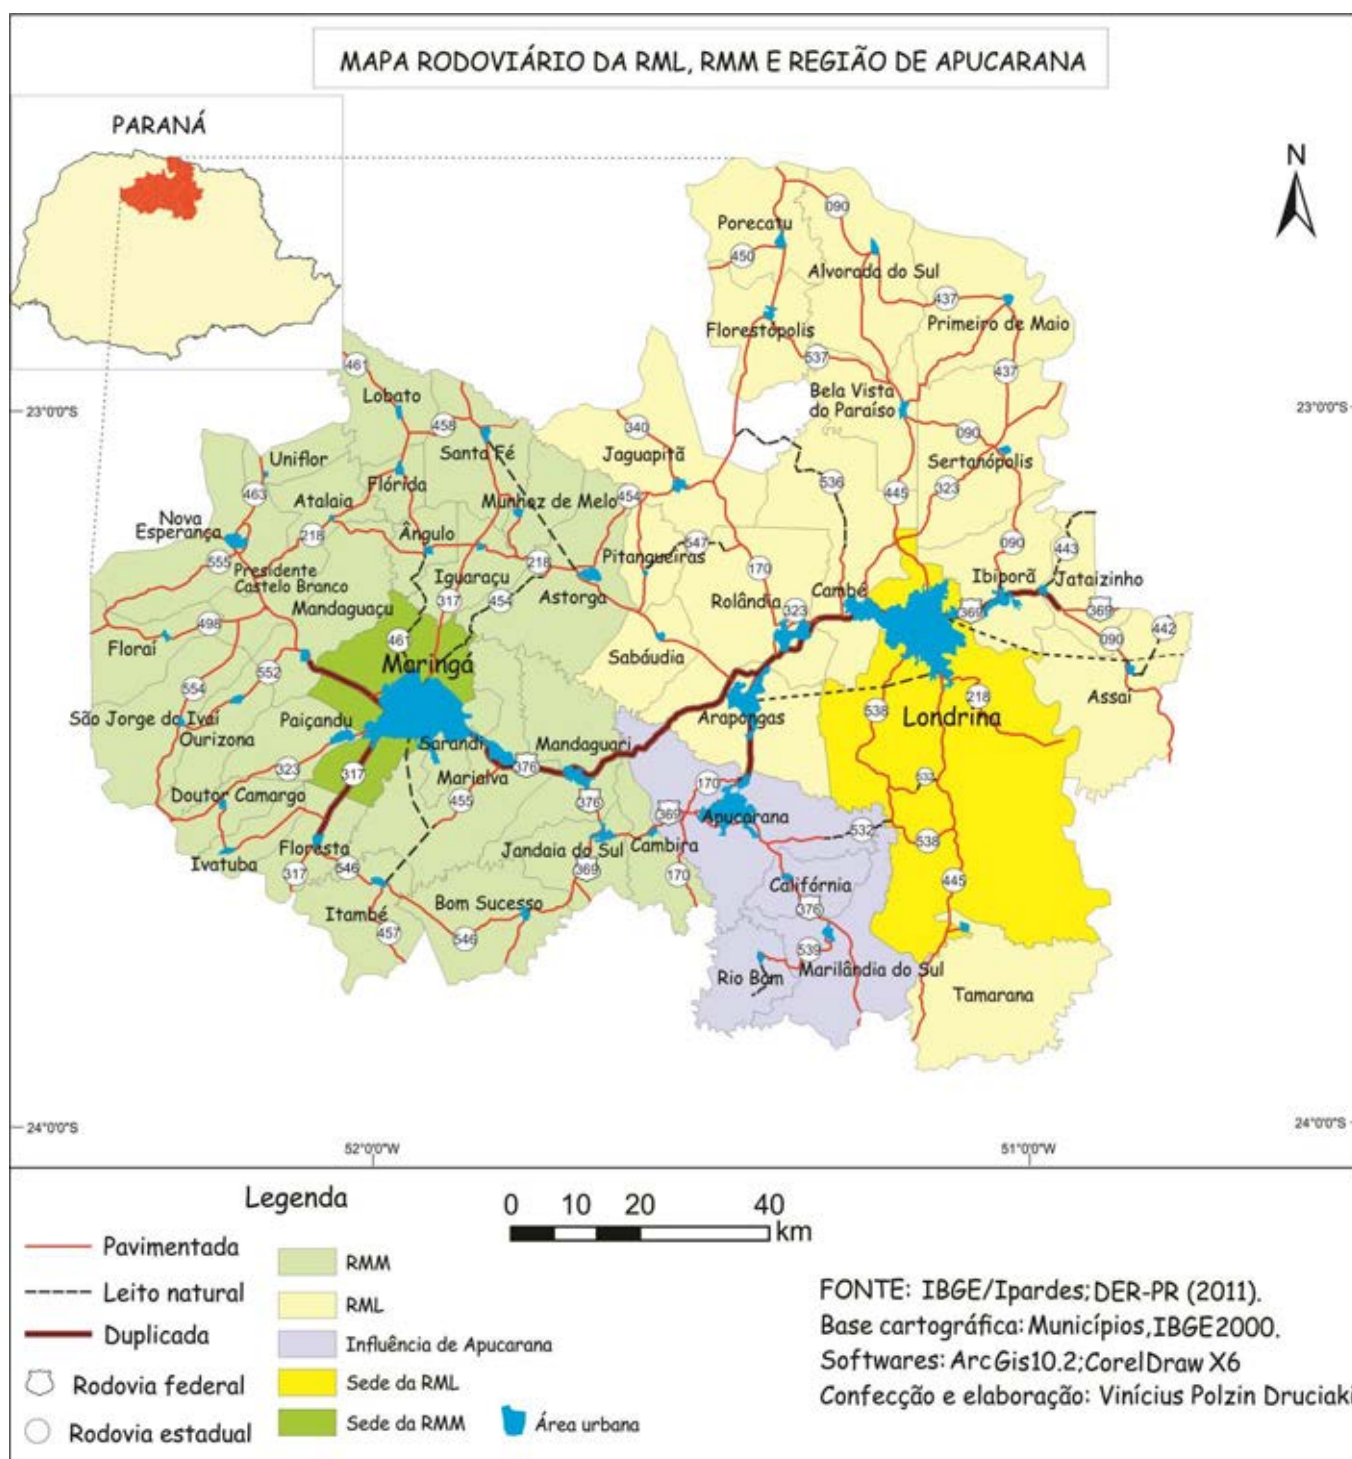 MAPA RODOVIÁRIO DA RML, RMM E REGIÃO DE APUCARANA
PARANÁ
N
090
Porecatu
450
Alvorada do Sul
437
Primeiro de Maio
Florestópolis
537
461
437
Lobato
Bela Vista
do Paraíso
23°0'0"S
23°0'0"S
458
340
090
Santa Fé
Jaguapitã
Sertanópolis
Uniflor
Flórida
536
463
Atalaia
Munhoz de Melo
454
445
323
Nova
Esperança
218
Ângulo
547
090
443
555
Presidente
Castelo Branco
Iguaraçu
218
Pitangueiras
170
Ibiporã
Jataizinho
Mandaguaçu
317
454
Astorga
Rolândia
Cambé
323
369
369
498
461
090
442
Floraí
Maringá
Sabáudia
552
554
218
Assaí
São Jorge do Ivaí
Paiçandu
Arapongas
538
Londrina
Ourizona
Sarandi
Mandaguari
323
317
Marialva
376
170
532
Doutor Camargo
455
376
369
Apucarana
532
Floresta
538
Ivatuba
Jandaia do Sul
Cambira
317
546
369
170
445
Califórnia
Itambé
Bom Sucesso
376
457
546
539
Rio Bom
Marilândia do Sul
Tamarana
24°0'0"S
24°0'0"S
52°0'0"W
51°0'0"W
Legenda
0 10 20 40
km
Pavimentada
Leito natural
Duplicada
Rodovia federal
Rodovia estadual
RMM
RML
Influência de Apucarana
Sede da RML
Sede da RMM
Área urbana
FONTE: IBGE/Ipardes;DER-PR (2011).
Base cartográfica: Municípios,IBGE2000.
Softwares: ArcGis10.2;CorelDraw X6
Confecção e elaboração: Vinícius Polzin Druciaki